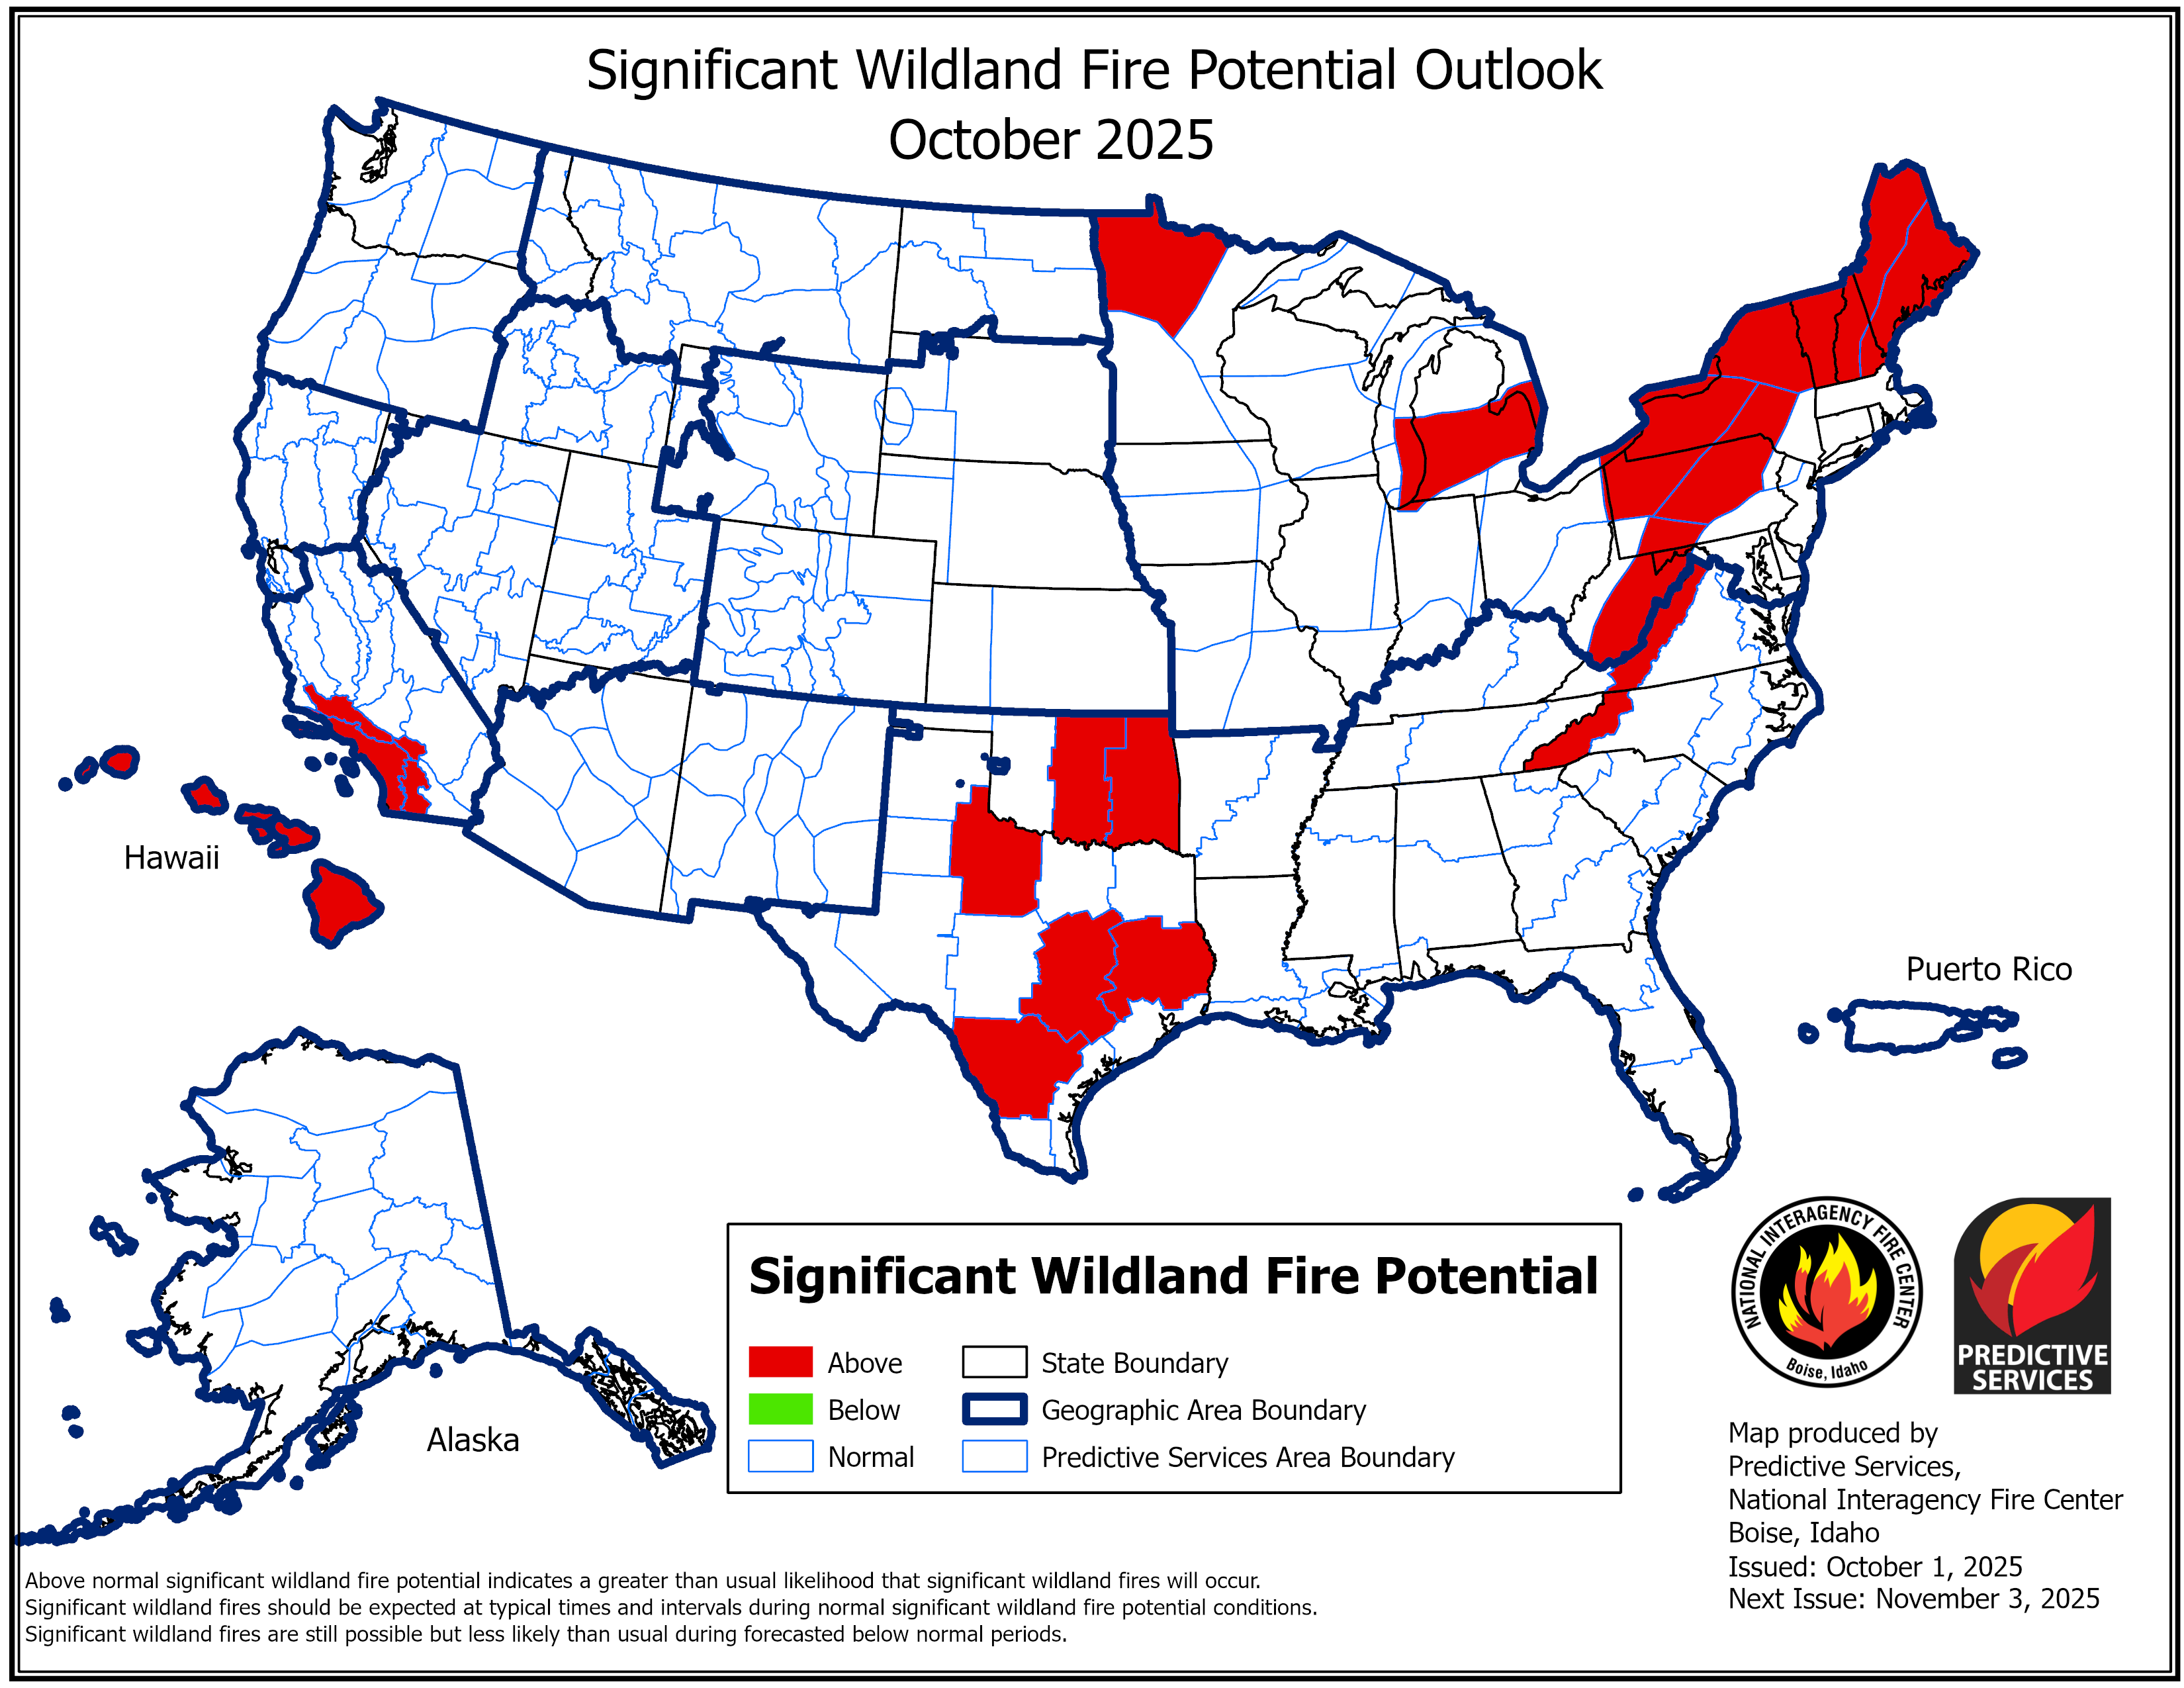 Significant Wildland Fire Potential Outlook
October 2025
Hawaii
Puerto Rico
Alaska
Significant Wildland Fire Potential
Above
State Boundary
Below
Geographic Area Boundary
Normal
Predictive Services Area Boundary
NATIONAL INTERAGENCY FIRE CENTER
Boise, Idaho
PREDICTIVE
SERVICES
Map produced by
Predictive Services,
National Interagency Fire Center
Boise, Idaho
Issued: October 1, 2025
Next Issue: November 3, 2025
Above normal significant wildland fire potential indicates a greater than usual likelihood that significant wildland fires will occur.
Significant wildland fires should be expected at typical times and intervals during normal significant wildland fire potential conditions.
Significant wildland fires are still possible but less likely than usual during forecasted below normal periods.